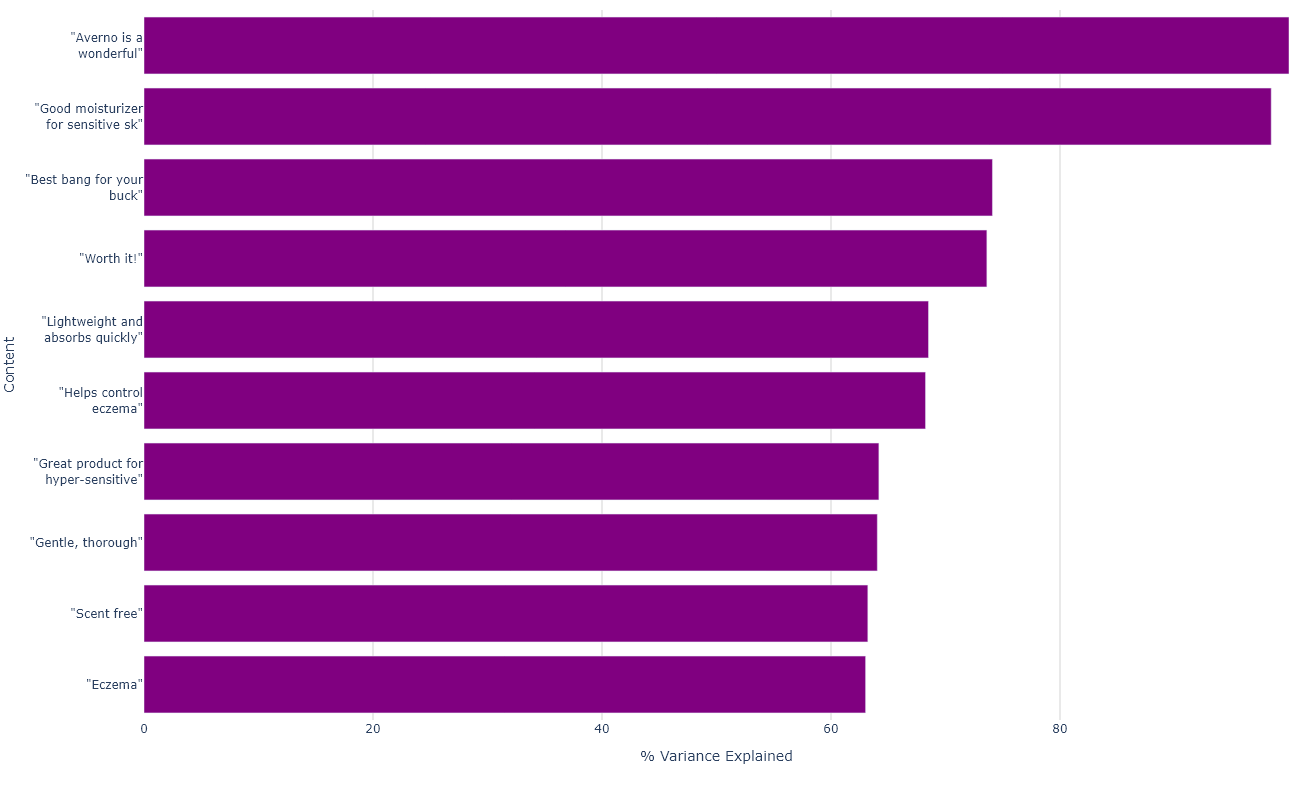 "Averno is a
wonderful"
"Good moisturizer
for sensitive sk"
"Best bang for your
buck"
"Worth it!"
"Lightweight and
absorbs quickly"
"Helps control
eczema"
"Great product for
hyper-sensitive"
"Gentle, thorough"
"Scent free"
"Eczema"
Content
0 20 40 60 80
% Variance Explained